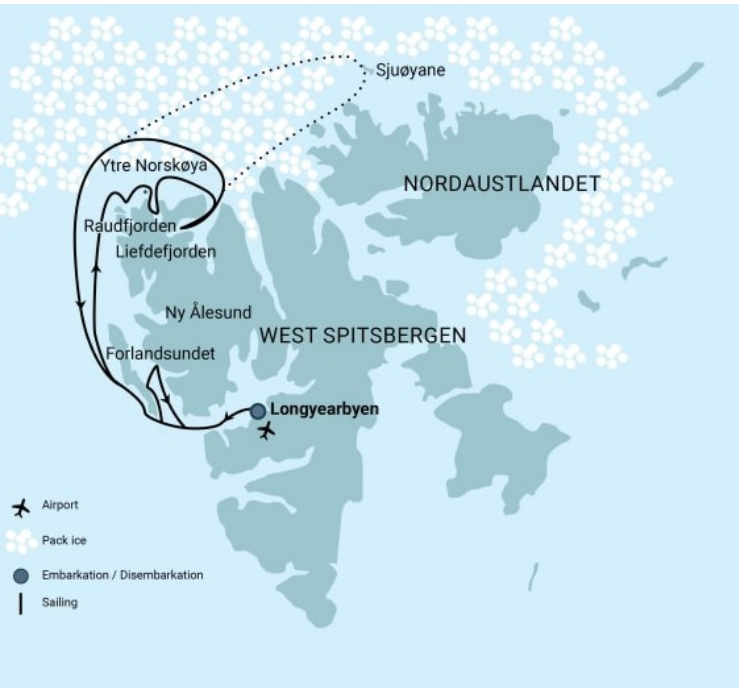 Sjuøyane
Ytre Norskøya
NORDAUSTLANDET
Raudfjorden
Liefdefjorden
Ny Ålesund
WEST SPITSBERGEN
Forlandsundet
Longyearbyen
Airport
Pack ice
Embarkation / Disembarkation
Sailing